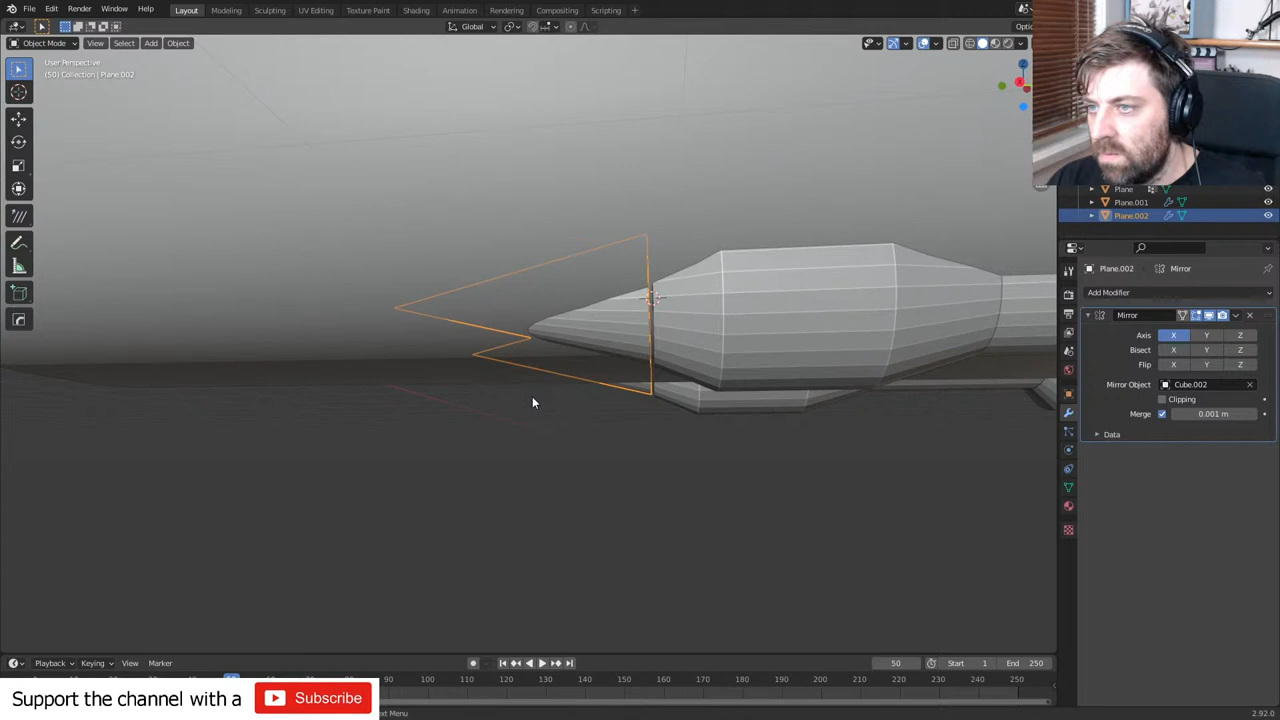 File Edit Render Window Help
Layout Modeling Sculpting UV Editing Texture Paint Shading Animation Rendering Compositing Scripting +
Global
Optio
Object Mode View Select Add Object
User Perspective
(50) Collection | Plane.002
Z
X
Plane
Plane.001
Plane.002
Plane.002 Mirror
Add Modifier
Mirror
Axis X Y Z
Bisect X Y Z
Flip X Y Z
Mirror Object Cube.002
Clipping
Merge 0.001 m
Data
Playback Keying View Marker
50 Start 1 End 250
50 100 110 120 130 140 150 160 170 180 190 200 210 220 230 240 250
Support the channel with a Subscribe
ext Menu
2.92.0